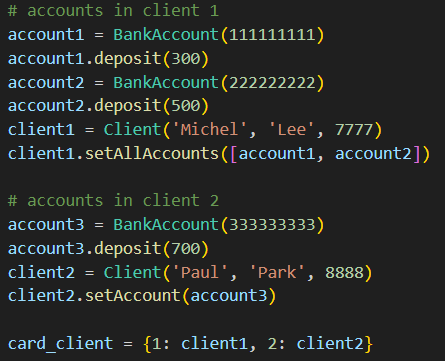 # accounts in client 1
account1 = BankAccount(111111111)
account1.deposit(300)
account2 = BankAccount(222222222)
account2.deposit(500)
client1 = Client('Michel', 'Lee', 7777)
client1.setAllAccounts([account1, account2])
# accounts in client 2
account3 = BankAccount(333333333)
account3.deposit(700)
client2 = Client('Paul', 'Park', 8888)
client2.setAccount(account3)
card_client = {1: client1, 2: client2}